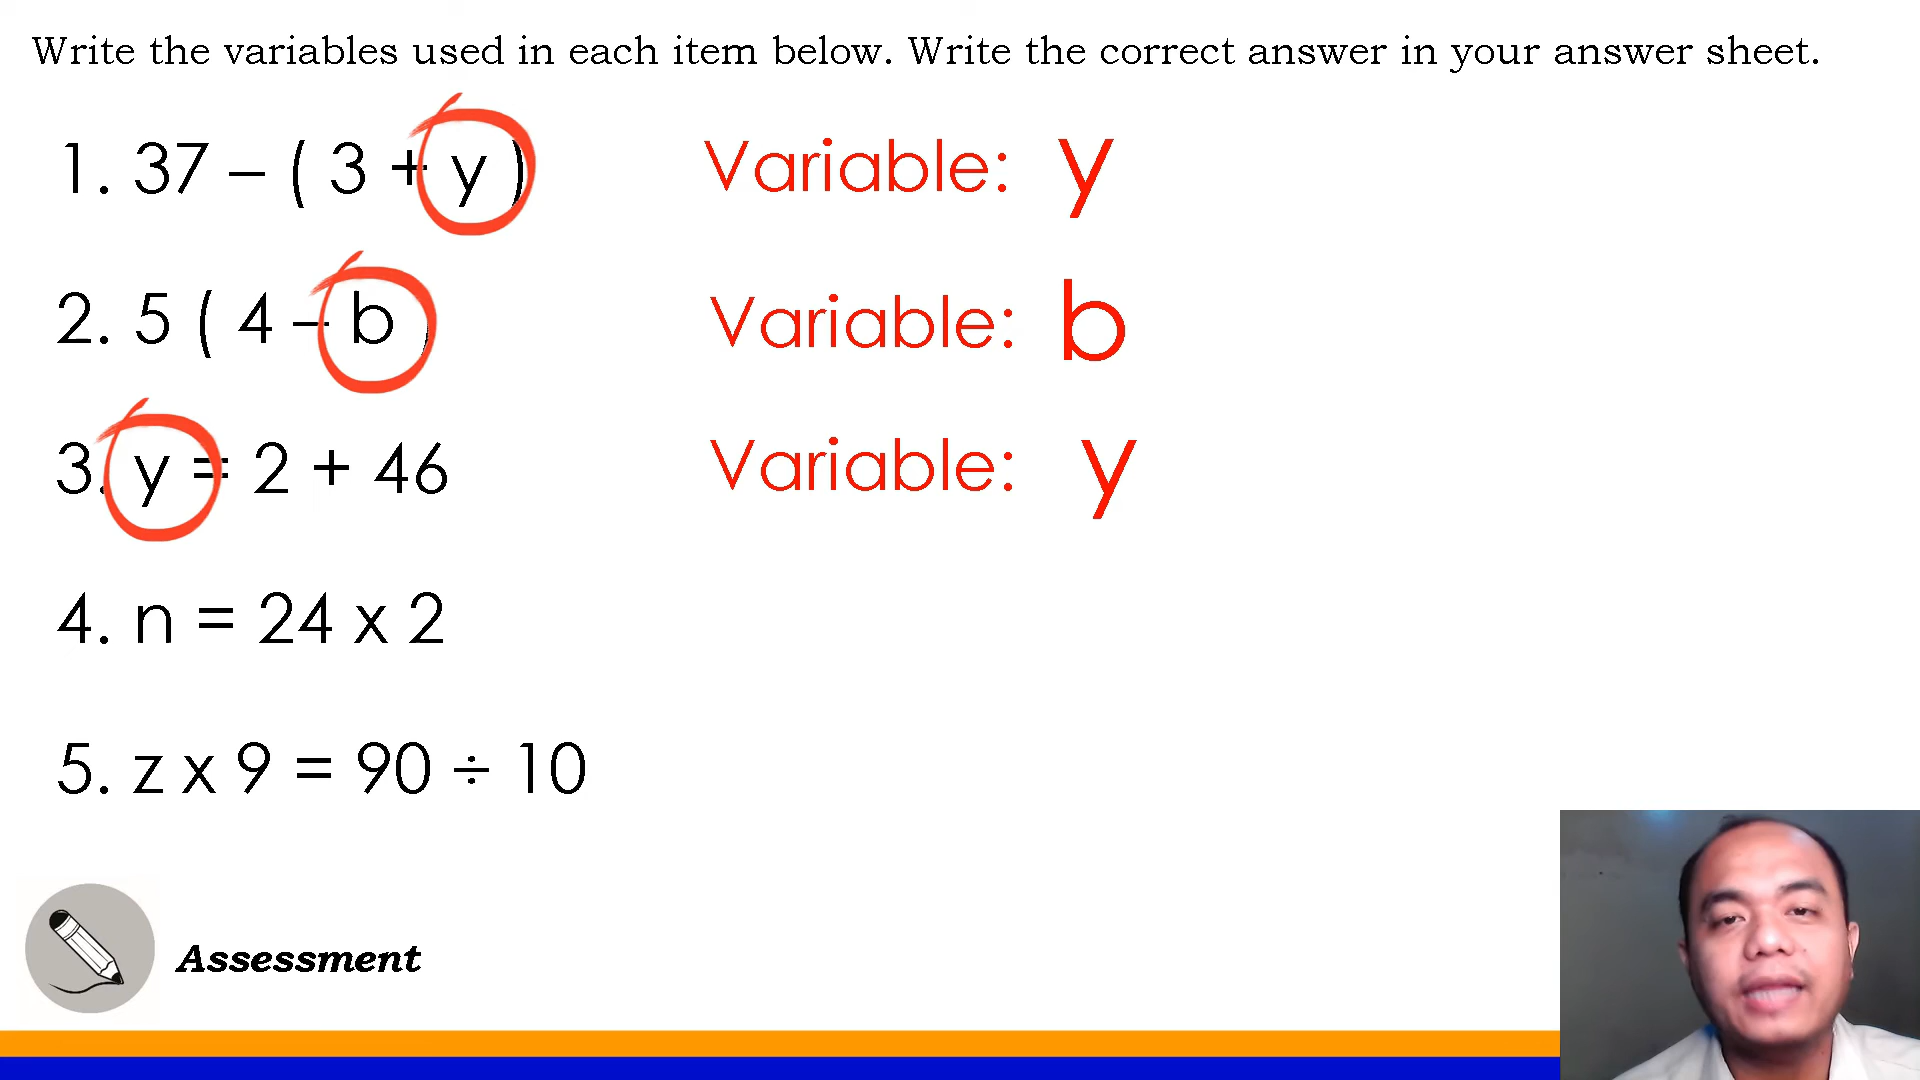 Write the variables used in each item below. Write the correct answer in your answer sheet.
1. 37 – ( 3 + y ) Variable: y
2. 5 ( 4 – b ) Variable: b
3. y = 2 + 46 Variable: y
4. n = 24 x 2
5. z x 9 = 90 ÷ 10
Assessment